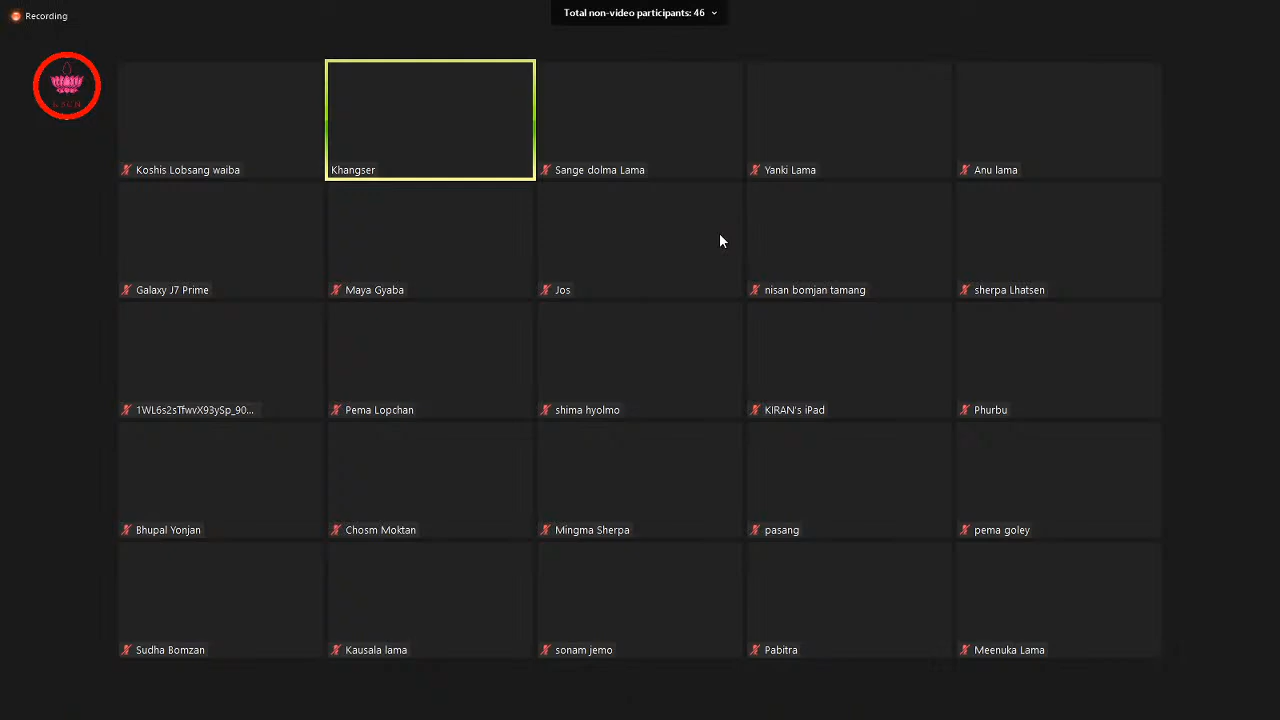 Recording
Total non-video participants: 46
Koshis Lobsang waiba
Khangser
Sange dolma Lama
Yanki Lama
Anu lama
Galaxy J7 Prime
Maya Gyaba
Jos
nisan bomjan tamang
sherpa Lhatsen
1WL6s2sTfwvX93ySp_90...
Pema Lopchan
shima hyolmo
KIRAN's iPad
Phurbu
Bhupal Yonjan
Chosm Moktan
Mingma Sherpa
pasang
pema goley
Sudha Bomzan
Kausala lama
sonam jemo
Pabitra
Meenuka Lama